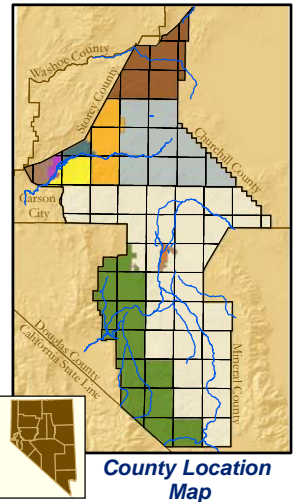 Washoe County
Storey County
Churchill County
Carson
City
Douglas County
California State Line
Mineral County
County Location
Map